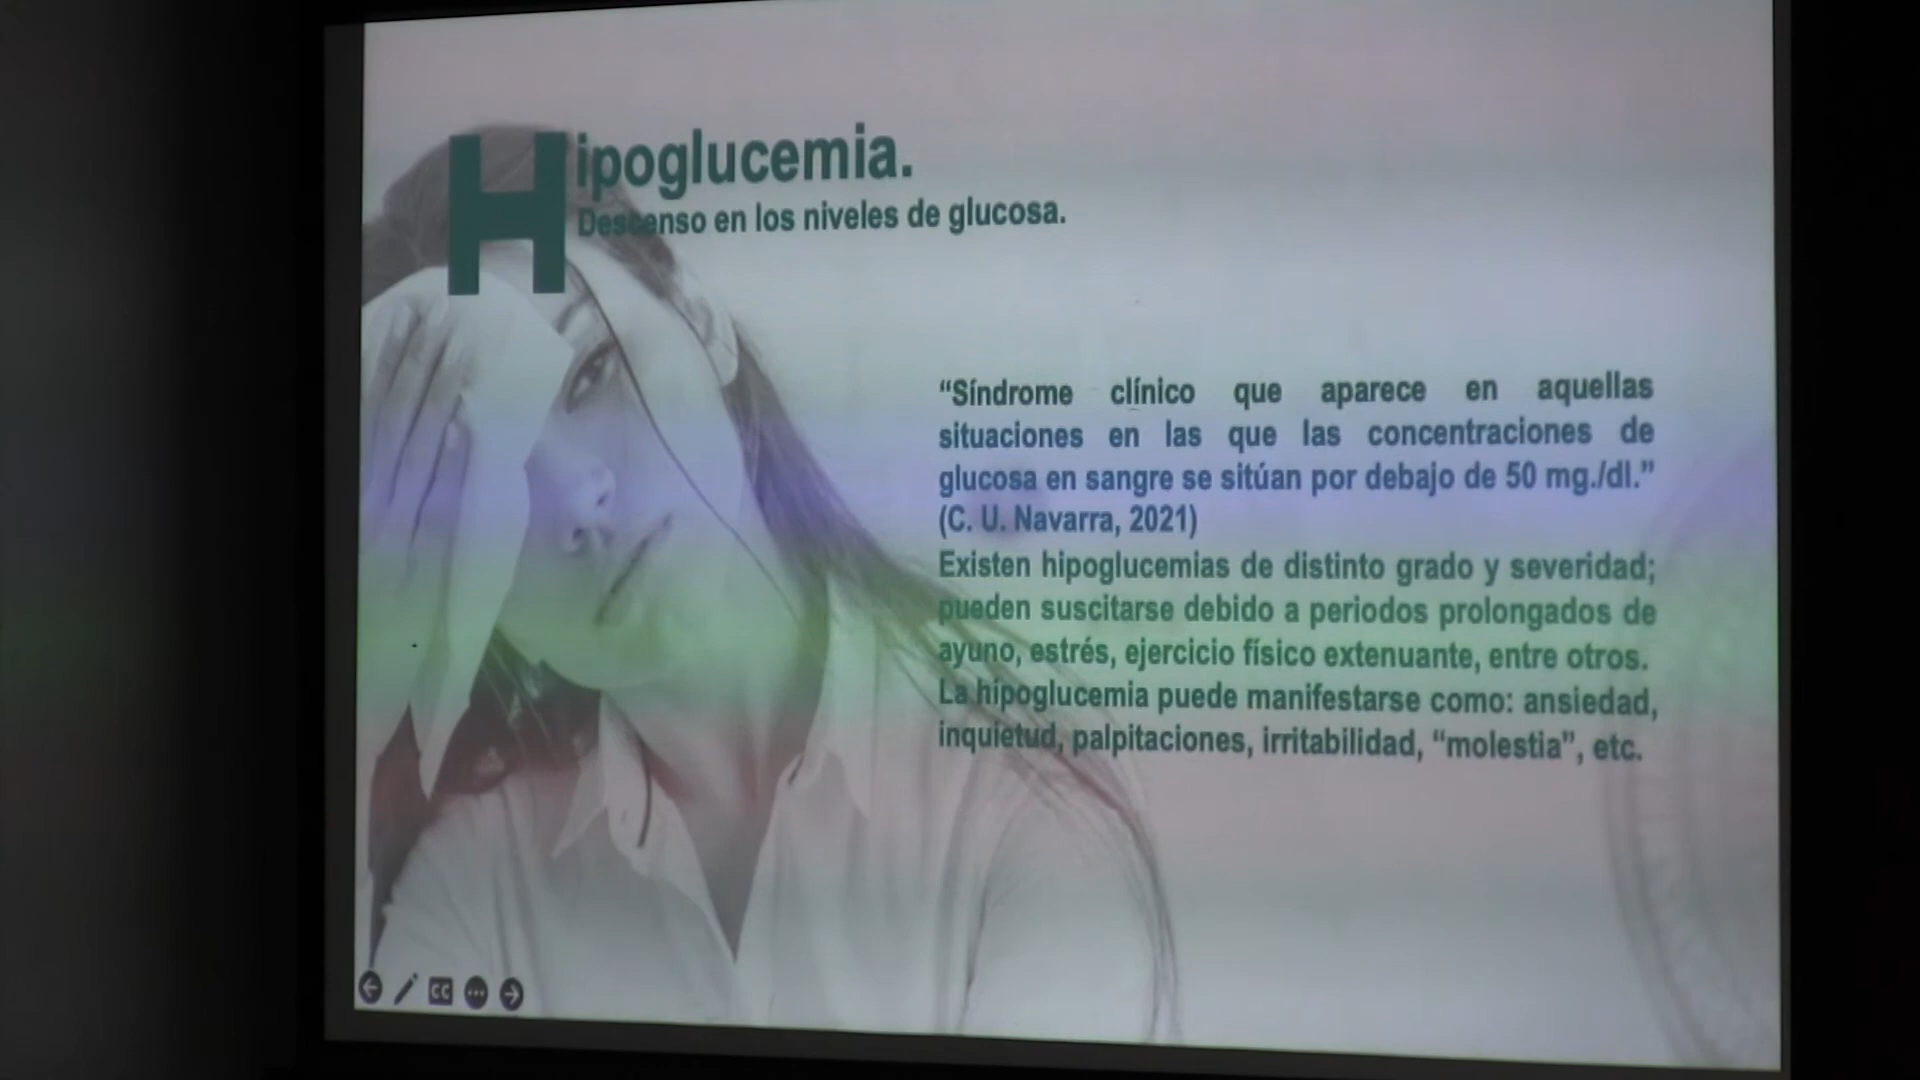 Hipoglucemia.
Descenso en los niveles de glucosa.
“Síndrome clínico que aparece en aquellas
situaciones en las que las concentraciones de
glucosa en sangre se sitúan por debajo de 50 mg./dl.”
(C. U. Navarra, 2021)
Existen hipoglucemias de distinto grado y severidad;
pueden suscitarse debido a periodos prolongados de
ayuno, estrés, ejercicio físico extenuante, entre otros.
La hipoglucemia puede manifestarse como: ansiedad,
inquietud, palpitaciones, irritabilidad, “molestia”, etc.
CC